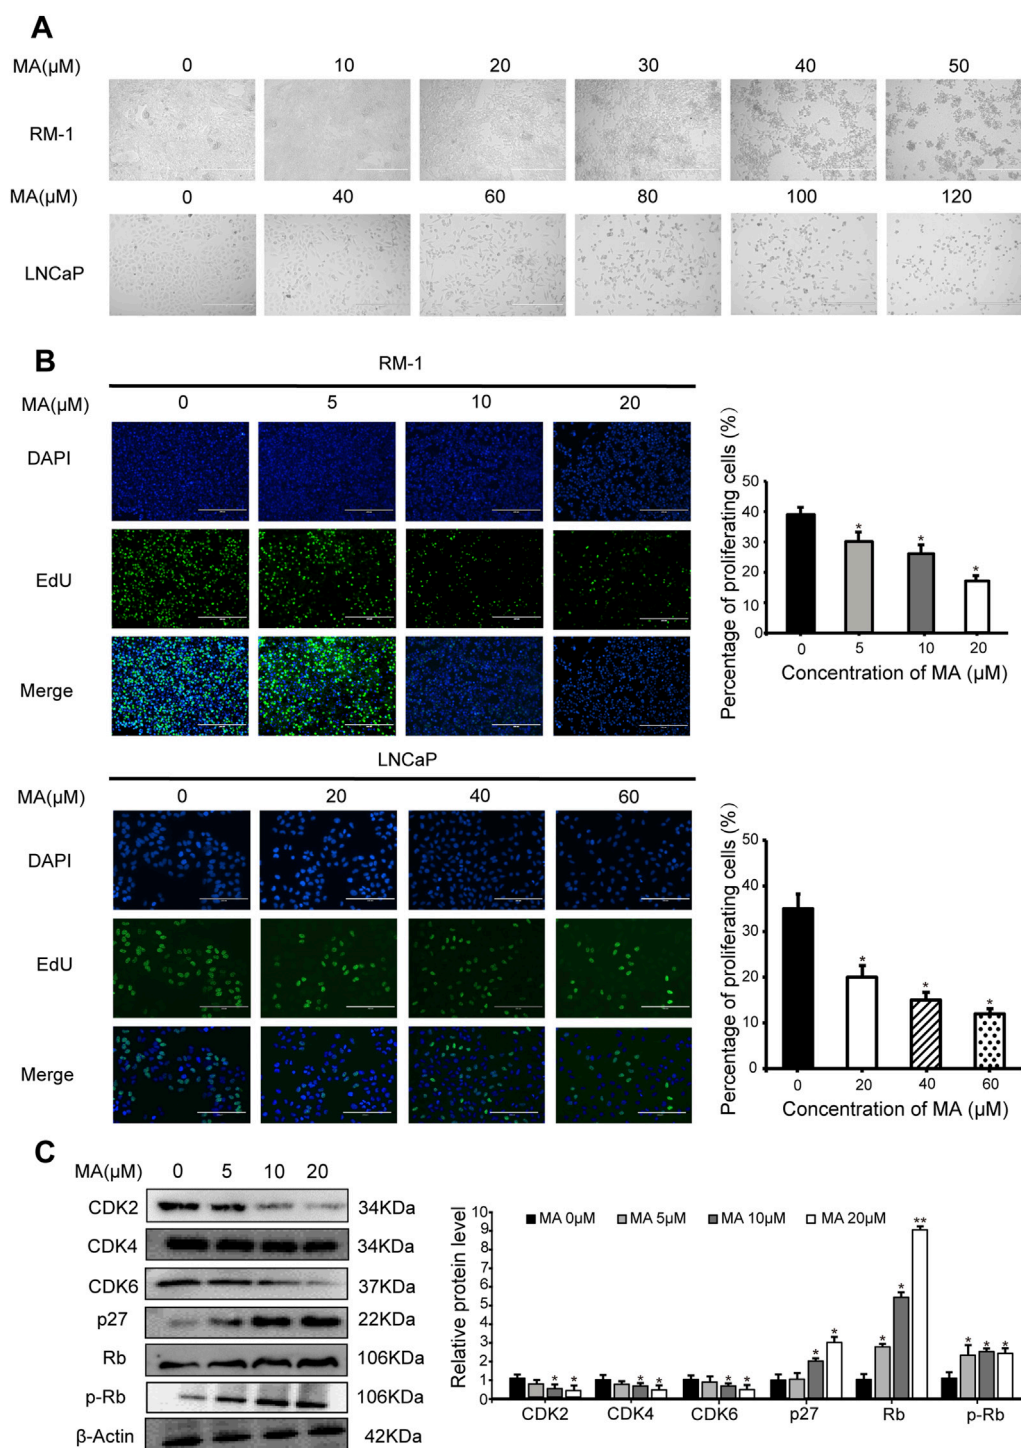 A
MA(µM) 0 10 20 30 40 50
RM-1
MA(µM) 0 40 60 80 100 120
LNCaP
B
RM-1
MA(µM) 0 5 10 20
DAPI
EdU
Merge
Percentage of proliferating cells (%)
50
40
30
20
10
0
* * *
0 5 10 20
Concentration of MA (µM)
LNCaP
MA(µM) 0 20 40 60
DAPI
EdU
Merge
Percentage of proliferating cells (%)
50
40
30
20
10
0
* * *
0 20 40 60
Concentration of MA (µM)
C
MA(µM) 0 5 10 20
CDK2 34KDa
CDK4 34KDa
CDK6 37KDa
p27 22KDa
Rb 106KDa
p-Rb 106KDa
β-Actin 42KDa
Relative protein level
10
9
8
7
6
5
4
3
2
1
0
MA 0µM MA 5µM MA 10µM MA 20µM
* * * * * * * * * * ** * * *
CDK2 CDK4 CDK6 p27 Rb p-Rb